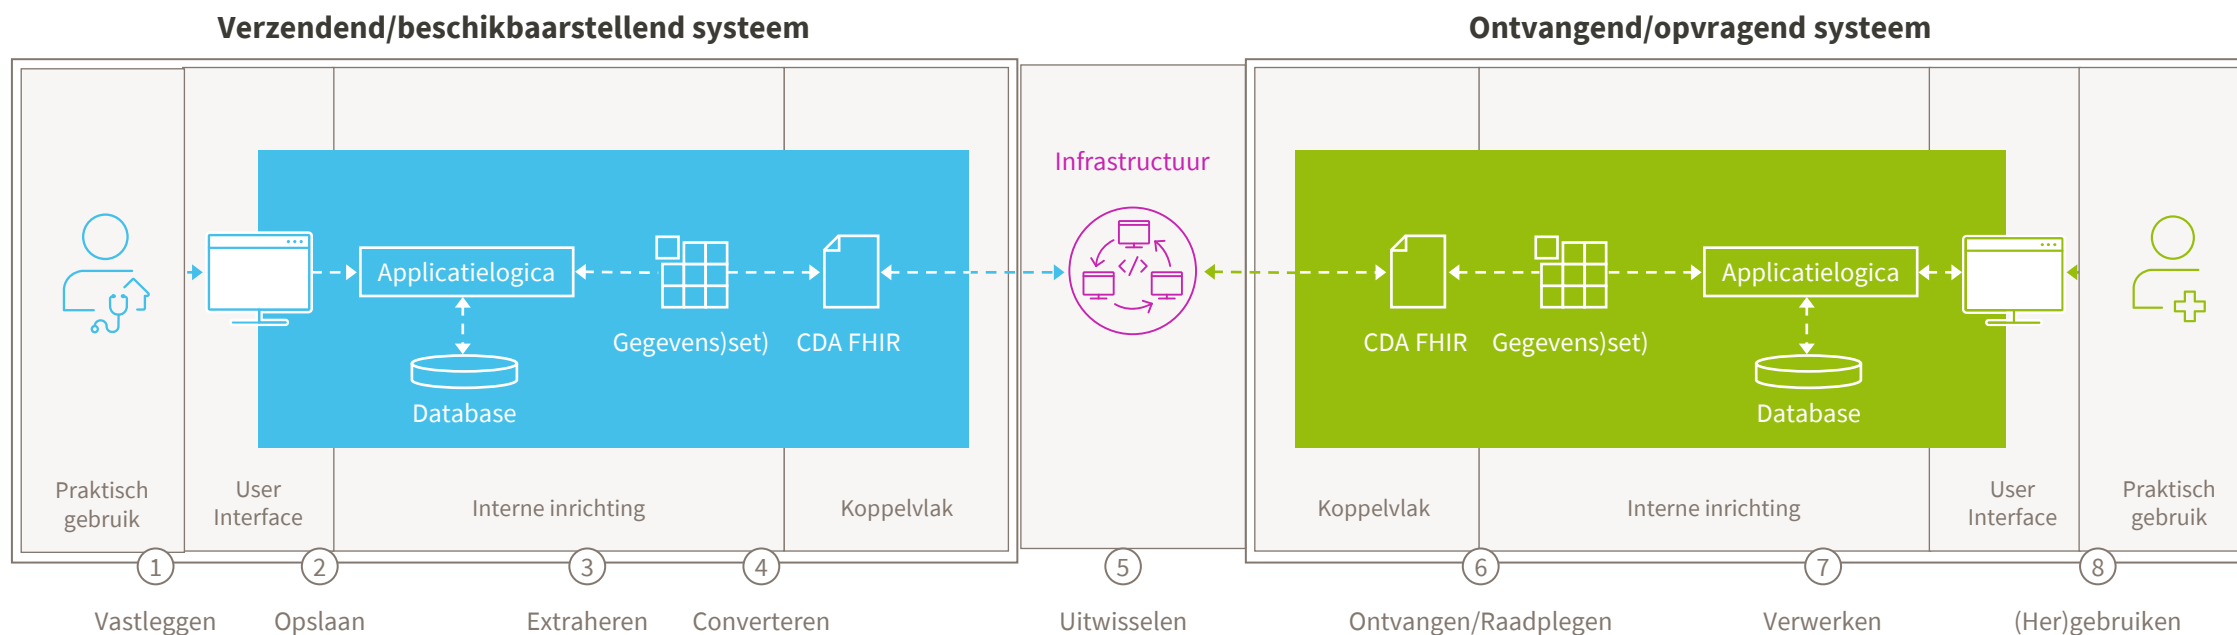 Verzendend/beschikbaarstellend systeem
Ontvangend/opvragend systeem
Infrastructuur
</>
Applicatielogica
Gegevens)set)
CDA FHIR
Database
CDA FHIR
Gegevens)set)
Applicatielogica
Database
Praktisch
gebruik
User
Interface
Interne inrichting
Koppelvlak
Koppelvlak
Interne inrichting
User
Interface
Praktisch
gebruik
1
2
3
4
5
6
7
8
Vastleggen
Opslaan
Extraheren
Converteren
Uitwisselen
Ontvangen/Raadplegen
Verwerken
(Her)gebruiken